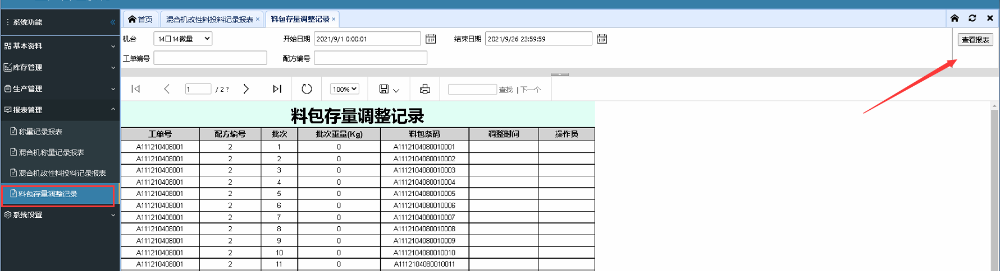 系统功能 «
首页 混合机改性料投料记录报表 × 料包存量调整记录 ×
机台 14口14微量 开始日期 2021/9/1 0:00:01 结束日期 2021/9/26 23:59:59 查看报表
工单编号 配方编号
基本资料
库存管理
生产管理
报表管理
称量记录报表
混合机称量记录报表
混合机改性料投料记录报表
料包存量调整记录
系统设置
1 / 2 ? 100% 查找 | 下一个
料包存量调整记录
工单号 配方编号 批次 批次重量(Kg) 料包条码 调整时间 操作员
A111210408001 2 1 0 A1112104080010001
A111210408001 2 2 0 A1112104080010002
A111210408001 2 3 0 A1112104080010003
A111210408001 2 4 0 A1112104080010004
A111210408001 2 5 0 A1112104080010005
A111210408001 2 6 0 A1112104080010006
A111210408001 2 7 0 A1112104080010007
A111210408001 2 8 0 A1112104080010008
A111210408001 2 9 0 A1112104080010009
A111210408001 2 10 0 A1112104080010010
A111210408001 2 11 0 A1112104080010011